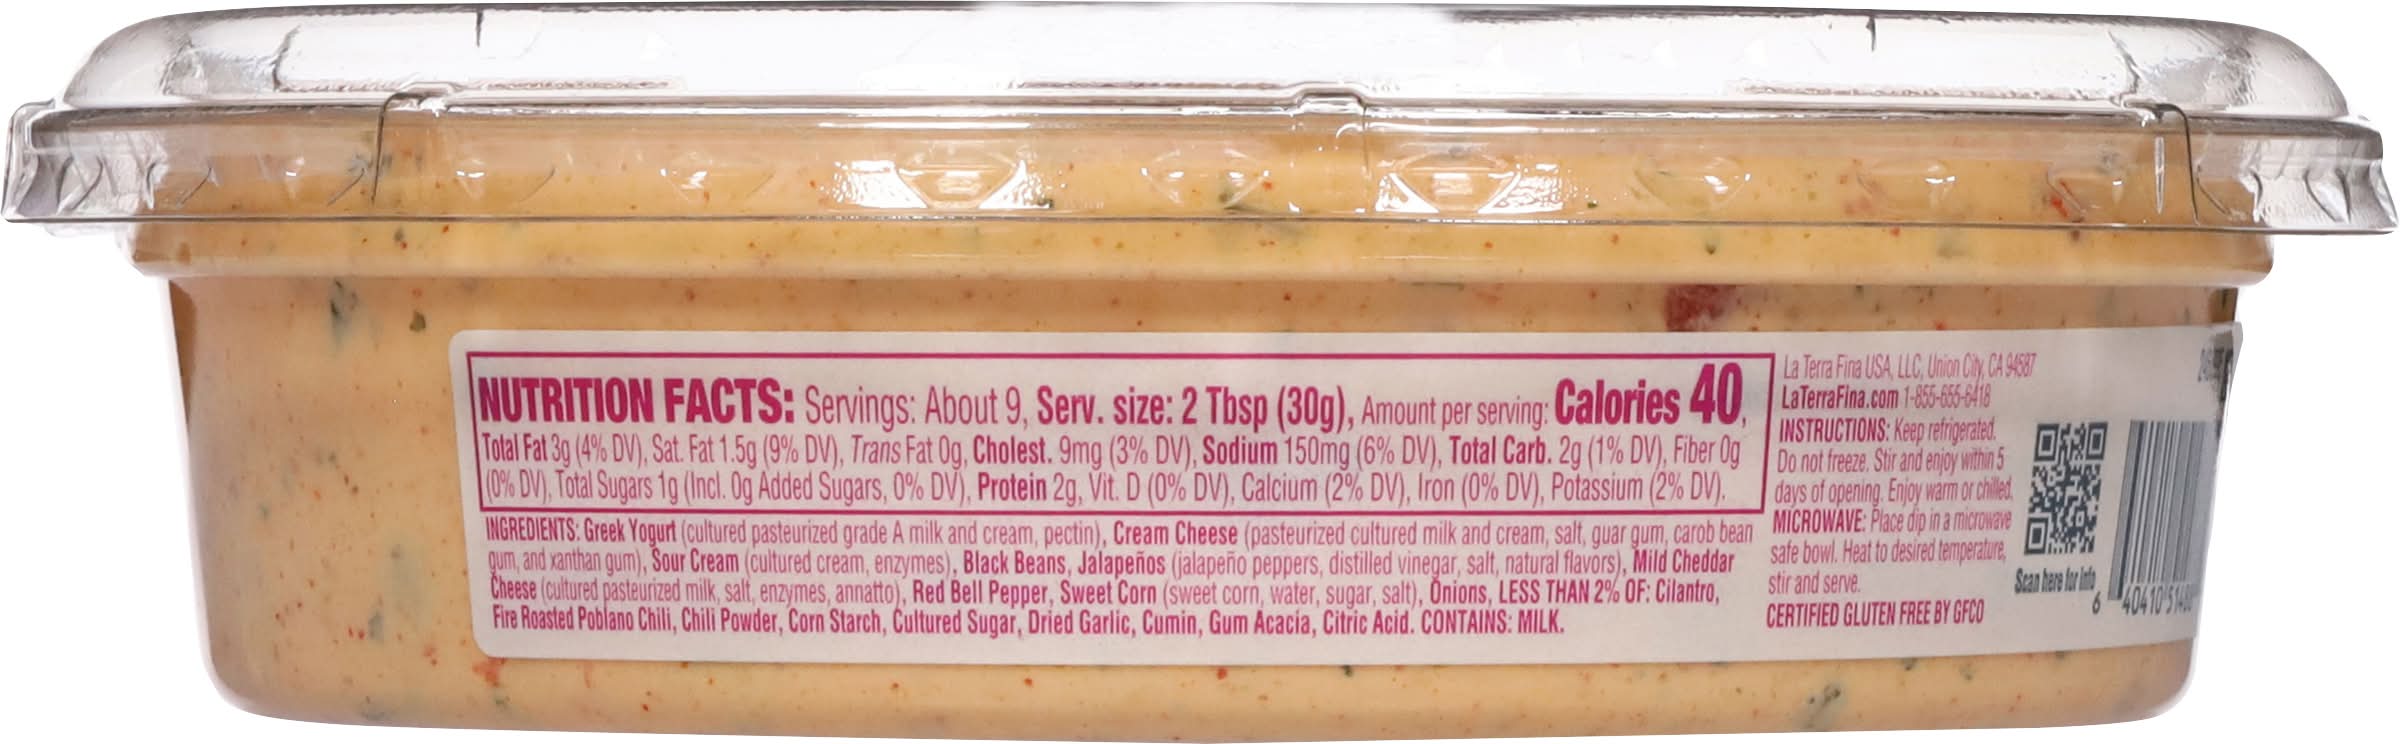 NUTRITION FACTS: Servings: About 9, Serv. size: 2 Tbsp (30g), Amount per serving: Calories 40,
Total Fat 3g (4% DV), Sat. Fat 1.5g (9% DV), Trans Fat 0g, Cholest. 9mg (3% DV), Sodium 150mg (6% DV), Total Carb. 2g (1% DV), Fiber 0g
(0% DV), Total Sugars 1g (Incl. 0g Added Sugars, 0% DV), Protein 2g, Vit. D (0% DV), Calcium (2% DV), Iron (0% DV), Potassium (2% DV).
INGREDIENTS: Greek Yogurt (cultured pasteurized grade A milk and cream, pectin), Cream Cheese (pasteurized cultured milk and cream, salt, guar gum, carob bean
gum, and xanthan gum), Sour Cream (cultured cream, enzymes), Black Beans, Jalapeños (jalapeño peppers, distilled vinegar, salt, natural flavors), Mild Cheddar
Cheese (cultured pasteurized milk, salt, enzymes, annatto), Red Bell Pepper, Sweet Corn (sweet corn, water, sugar, salt), Onions, LESS THAN 2% OF: Cilantro,
Fire Roasted Poblano Chili, Chili Powder, Corn Starch, Cultured Sugar, Dried Garlic, Cumin, Gum Acacia, Citric Acid. CONTAINS: MILK.
La Terra Fina USA, LLC, Union City, CA 94587
LaTerraFina.com 1-855-655-6418
INSTRUCTIONS: Keep refrigerated.
Do not freeze. Stir and enjoy within 5
days of opening. Enjoy warm or chilled.
MICROWAVE: Place dip in a microwave
safe bowl. Heat to desired temperature,
stir and serve.
CERTIFIED GLUTEN FREE BY GFCO
Scan here for info
6 40410